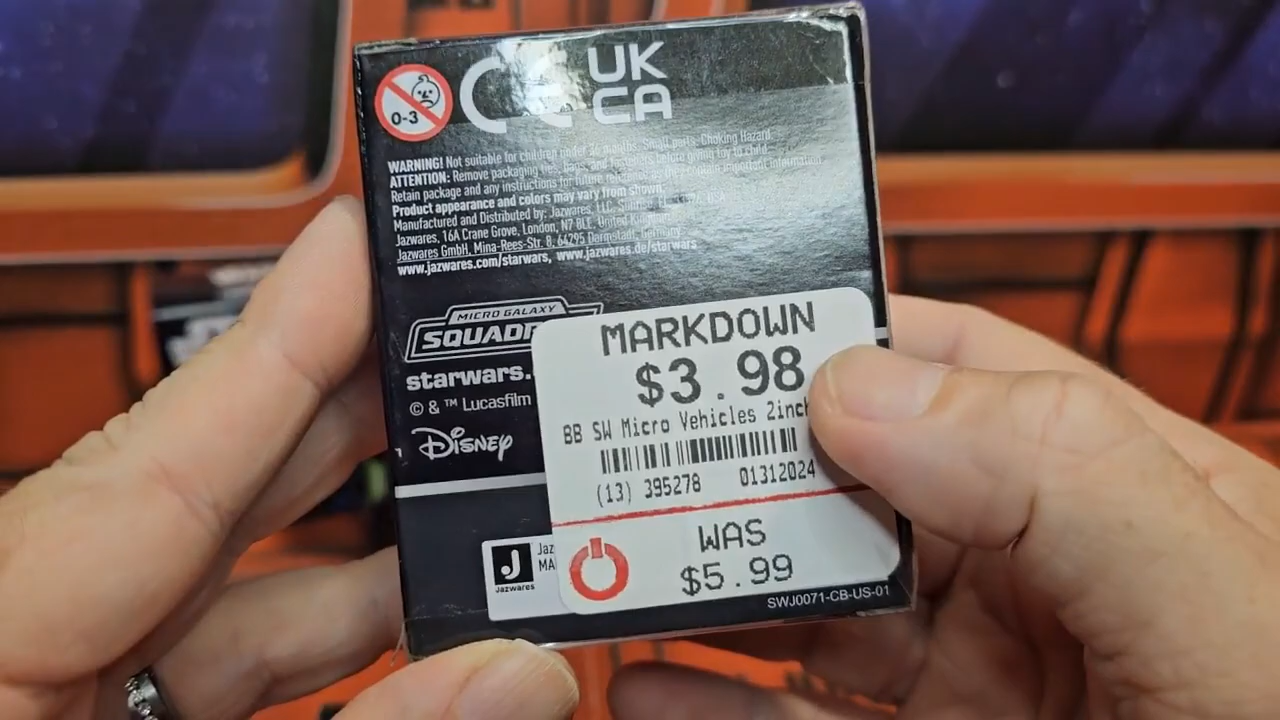 0-3
CE UK
CA
WARNING! Not suitable for children under 36 months. Small parts. Choking Hazard.
ATTENTION: Remove packaging ties, tags, and fasteners before giving toy to child.
Retain package and any instructions for future reference as they contain important information.
Product appearance and colors may vary from shown.
Manufactured and Distributed by: Jazwares, LLC, Sunrise, FL USA
Jazwares, 16A Crane Grove, London, N7 8LE, United Kingdom
Jazwares GmbH, Mina-Rees-Str. 8, 64295 Darmstadt, Germany
www.jazwares.com/starwars, www.jazwares.de/starwars
MICRO GALAXY
SQUADR
starwars.
© & ™ Lucasfilm
Disney
MARKDOWN
$3.98
BB SW Micro Vehicles 2inch
(13) 395278 01312024
WAS
$5.99
J
Jazwares
Jaz
MA
SWJ0071-CB-US-01